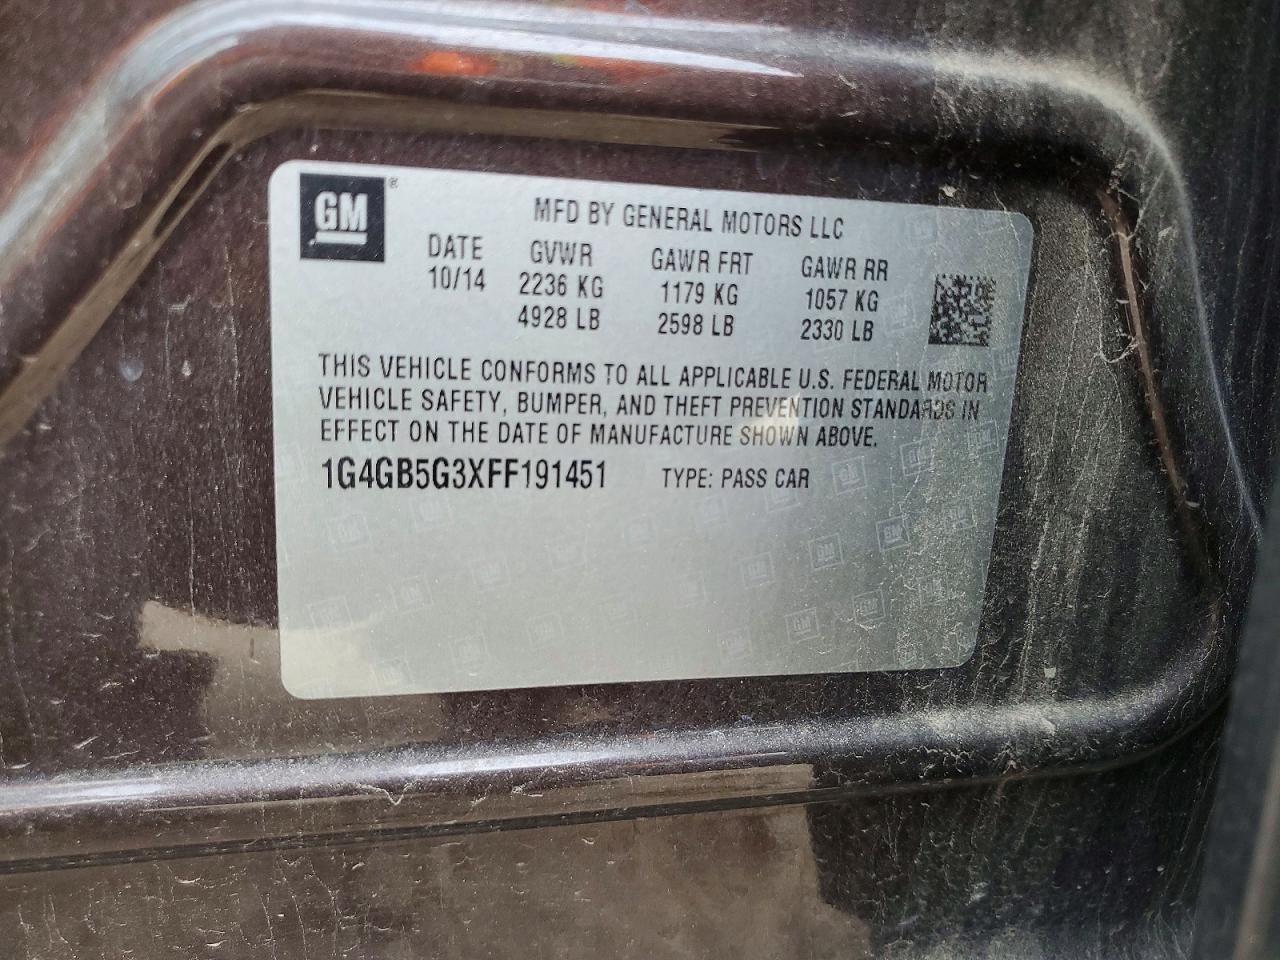 GM®
MFD BY GENERAL MOTORS LLC
DATE GVWR GAWR FRT GAWR RR
10/14 2236 KG 1179 KG 1057 KG
4928 LB 2598 LB 2330 LB
THIS VEHICLE CONFORMS TO ALL APPLICABLE U.S. FEDERAL MOTOR
VEHICLE SAFETY, BUMPER, AND THEFT PREVENTION STANDARDS IN
EFFECT ON THE DATE OF MANUFACTURE SHOWN ABOVE.
1G4GB5G3XFF191451 TYPE: PASS CAR